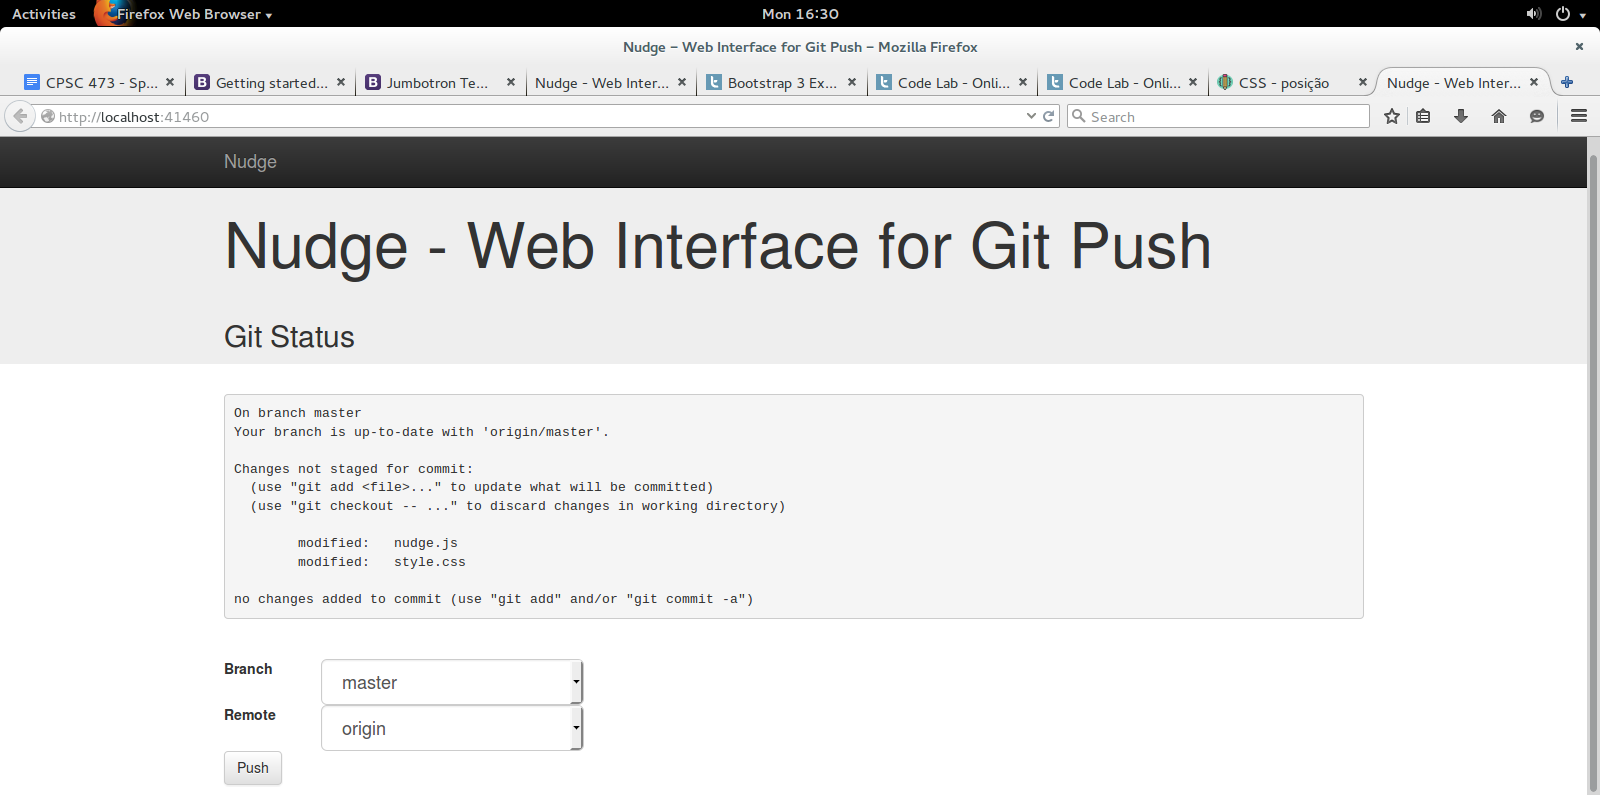 Activities
Firefox Web Browser
Mon 16:30
Nudge – Web Interface for Git Push – Mozilla Firefox
CPSC 473 - Sp...
Getting started...
Jumbotron Te...
Nudge - Web Inter...
Bootstrap 3 Ex...
Code Lab - Onli...
Code Lab - Onli...
CSS - posição
Nudge - Web Inter...
http://localhost:41460
Search
Nudge
Nudge - Web Interface for Git Push
Git Status
On branch master
Your branch is up-to-date with 'origin/master'.
Changes not staged for commit:
(use "git add <file>..." to update what will be committed)
(use "git checkout -- ..." to discard changes in working directory)
modified:   nudge.js
modified:   style.css
no changes added to commit (use "git add" and/or "git commit -a")
Branch
master
Remote
origin
Push